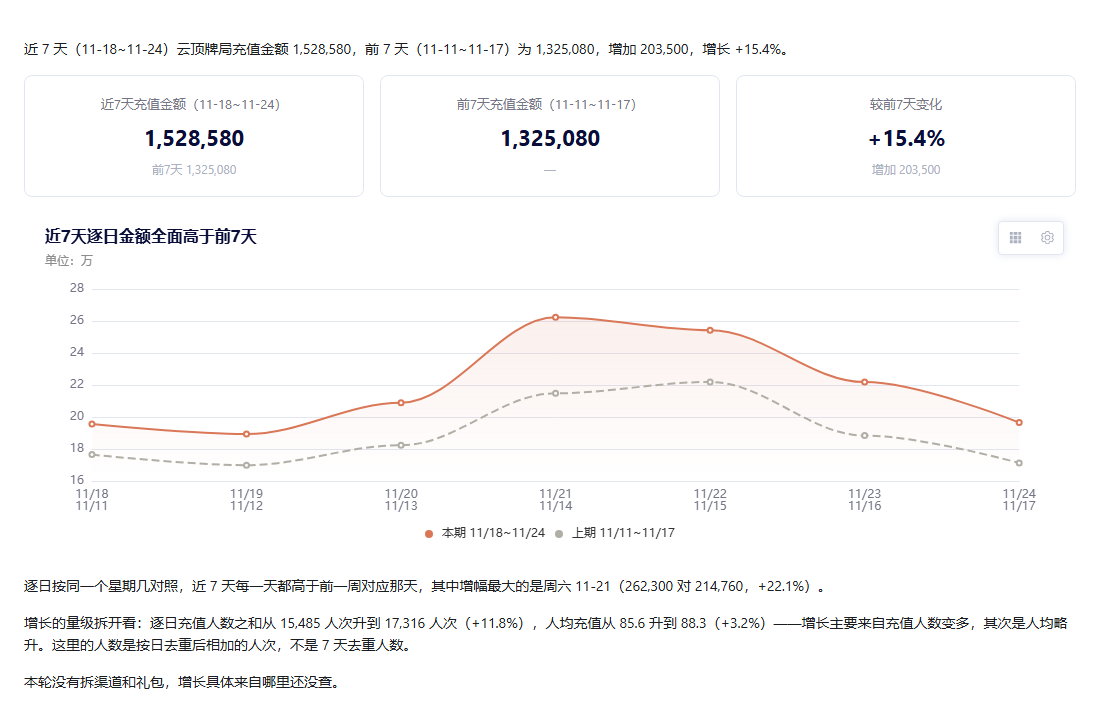 近 7 天（11-18~11-24）云顶牌局充值金额 1,528,580，前 7 天（11-11~11-17）为 1,325,080，增加 203,500，增长 +15.4%。
近7天充值金额（11-18~11-24）
1,528,580
前7天 1,325,080
前7天充值金额（11-11~11-17）
1,325,080
—
较前7天变化
+15.4%
增加 203,500
近7天逐日金额全面高于前7天
单位：万
28
26
24
22
20
18
16
11/18 11/19 11/20 11/21 11/22 11/23 11/24
11/11 11/12 11/13 11/14 11/15 11/16 11/17
本期 11/18~11/24 上期 11/11~11/17
逐日按同一个星期几对照，近 7 天每一天都高于前一周对应那天，其中增幅最大的是周六 11-21（262,300 对 214,760，+22.1%）。
增长的量级拆开看：逐日充值人数之和从 15,485 人次升到 17,316 人次（+11.8%），人均充值从 85.6 升到 88.3（+3.2%）——增长主要来自充值人数变多，其次是人均略
升。这里的人数是按日去重后相加的人次，不是 7 天去重人数。
本轮没有拆渠道和礼包，增长具体来自哪里还没查。